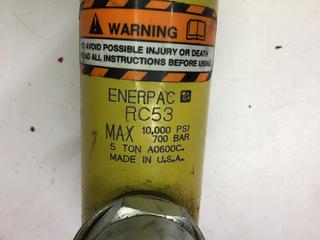 WARNING
TO AVOID POSSIBLE INJURY OR DEATH
READ ALL INSTRUCTIONS BEFORE USE
ENERPAC
RC53
MAX 10,000 PSI
700 BAR
5 TON A0600C.
MADE IN U.S.A.